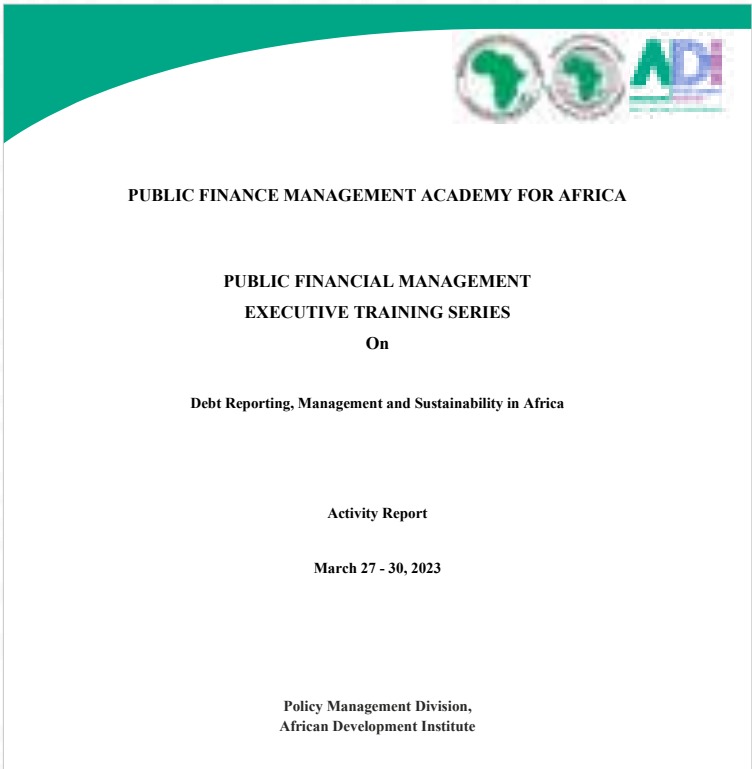 ADI
PUBLIC FINANCE MANAGEMENT ACADEMY FOR AFRICA
PUBLIC FINANCIAL MANAGEMENT
EXECUTIVE TRAINING SERIES
On
Debt Reporting, Management and Sustainability in Africa
Activity Report
March 27 - 30, 2023
Policy Management Division,
African Development Institute